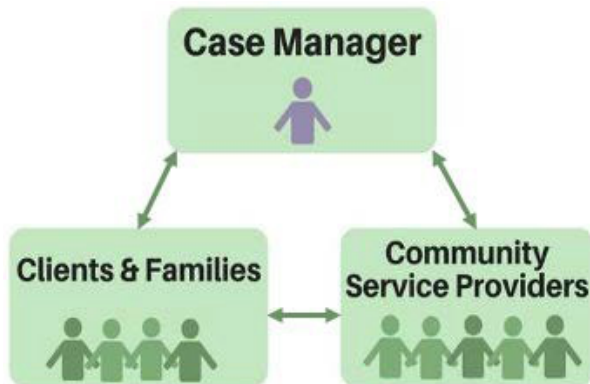 Case Manager
Clients & Families
Community
Service Providers